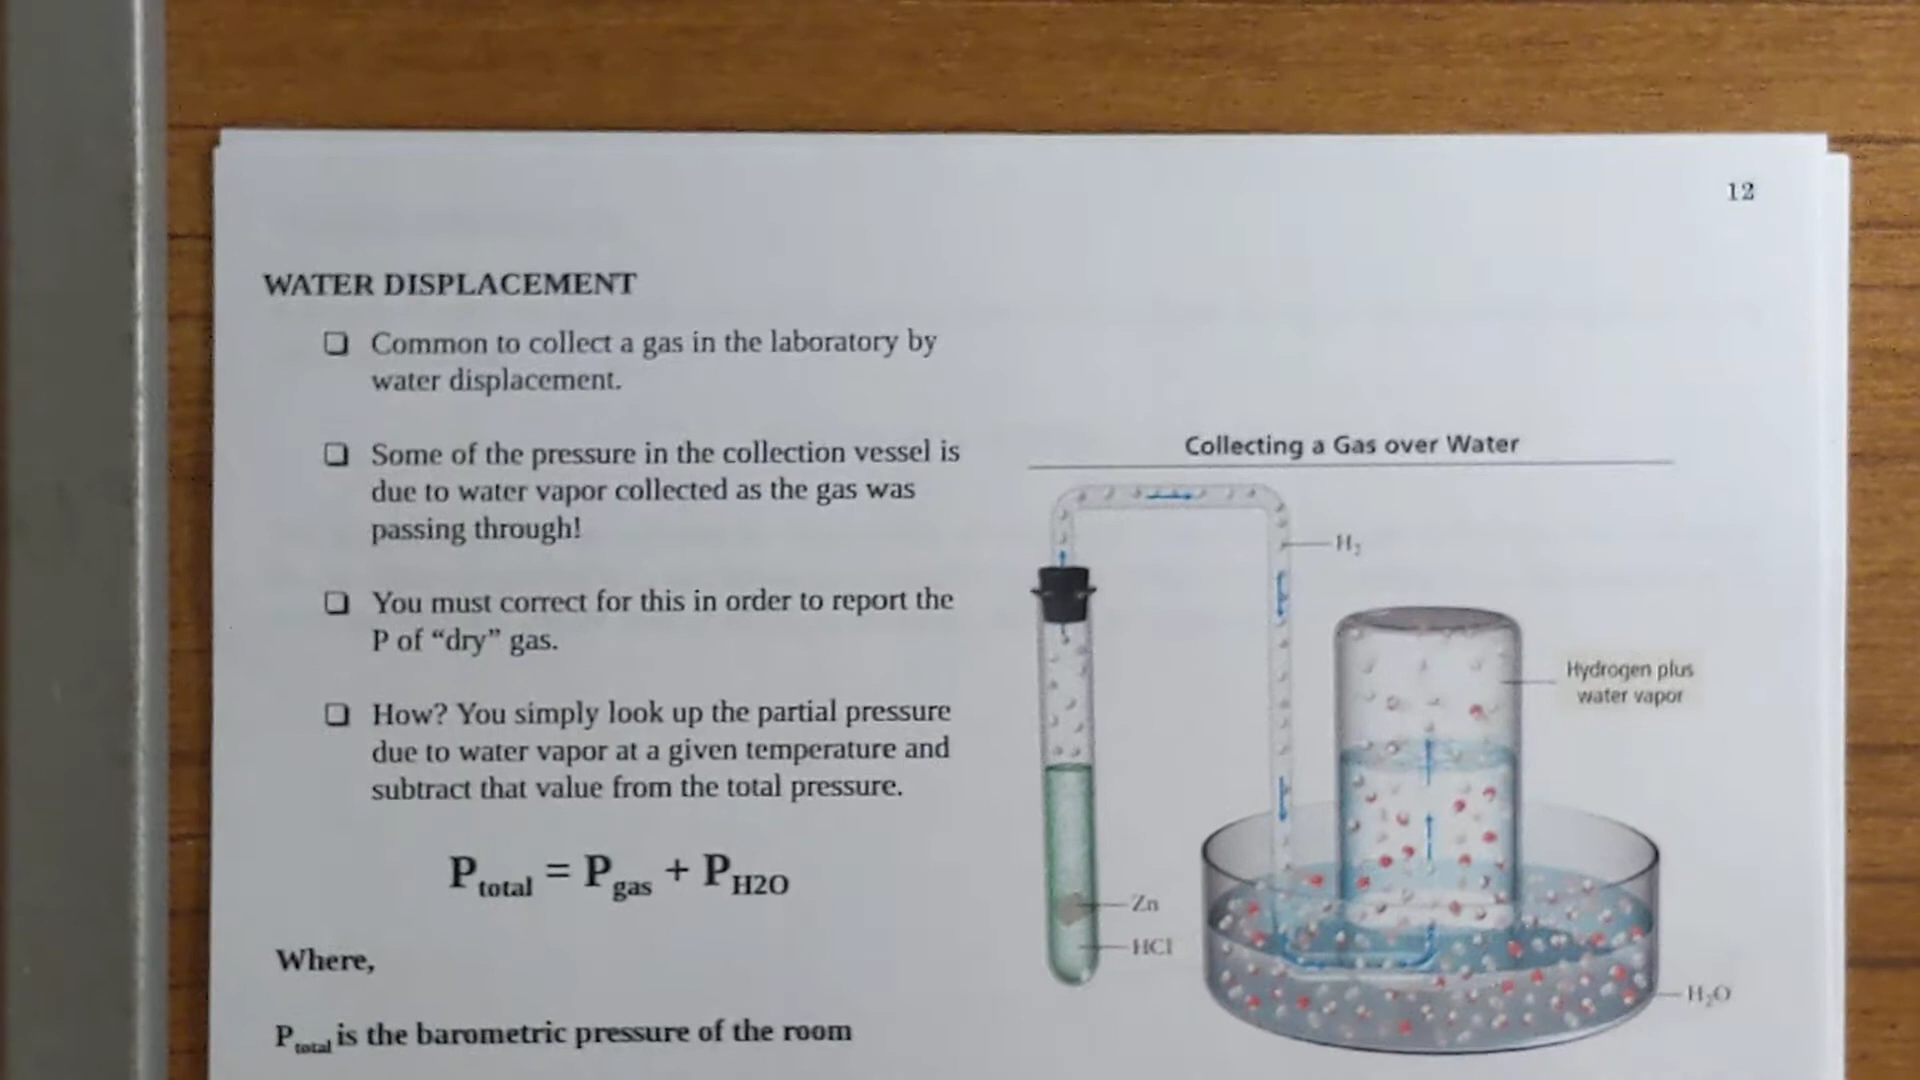 12
WATER DISPLACEMENT
❏ Common to collect a gas in the laboratory by
water displacement.
❏ Some of the pressure in the collection vessel is
due to water vapor collected as the gas was
passing through!
❏ You must correct for this in order to report the
P of “dry” gas.
❏ How? You simply look up the partial pressure
due to water vapor at a given temperature and
subtract that value from the total pressure.
P_total = P_gas + P_H2O
Where,
P_total is the barometric pressure of the room
Collecting a Gas over Water
H₂
Hydrogen plus
water vapor
Zn
HCl
H₂O